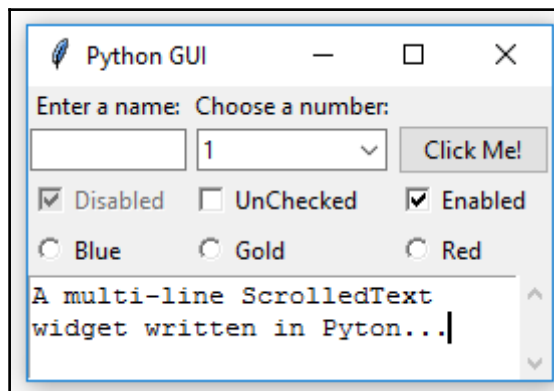 Python GUI
Enter a name: Choose a number:
1 Click Me!
Disabled UnChecked Enabled
Blue Gold Red
A multi-line ScrolledText
widget written in Pyton...